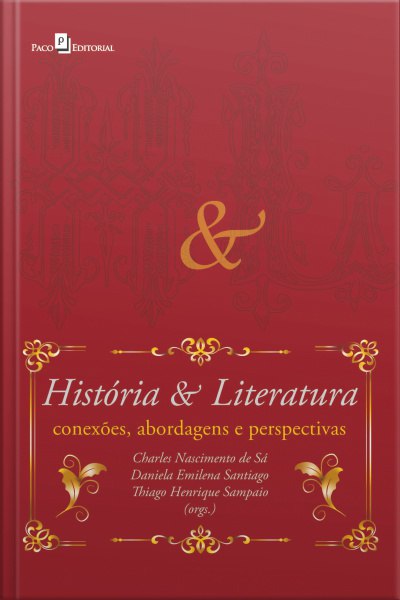 PACO EDITORIAL
H & L
História & Literatura
conexões, abordagens e perspectivas
Charles Nascimento de Sá
Daniela Emilena Santiago
Thiago Henrique Sampaio
(orgs.)